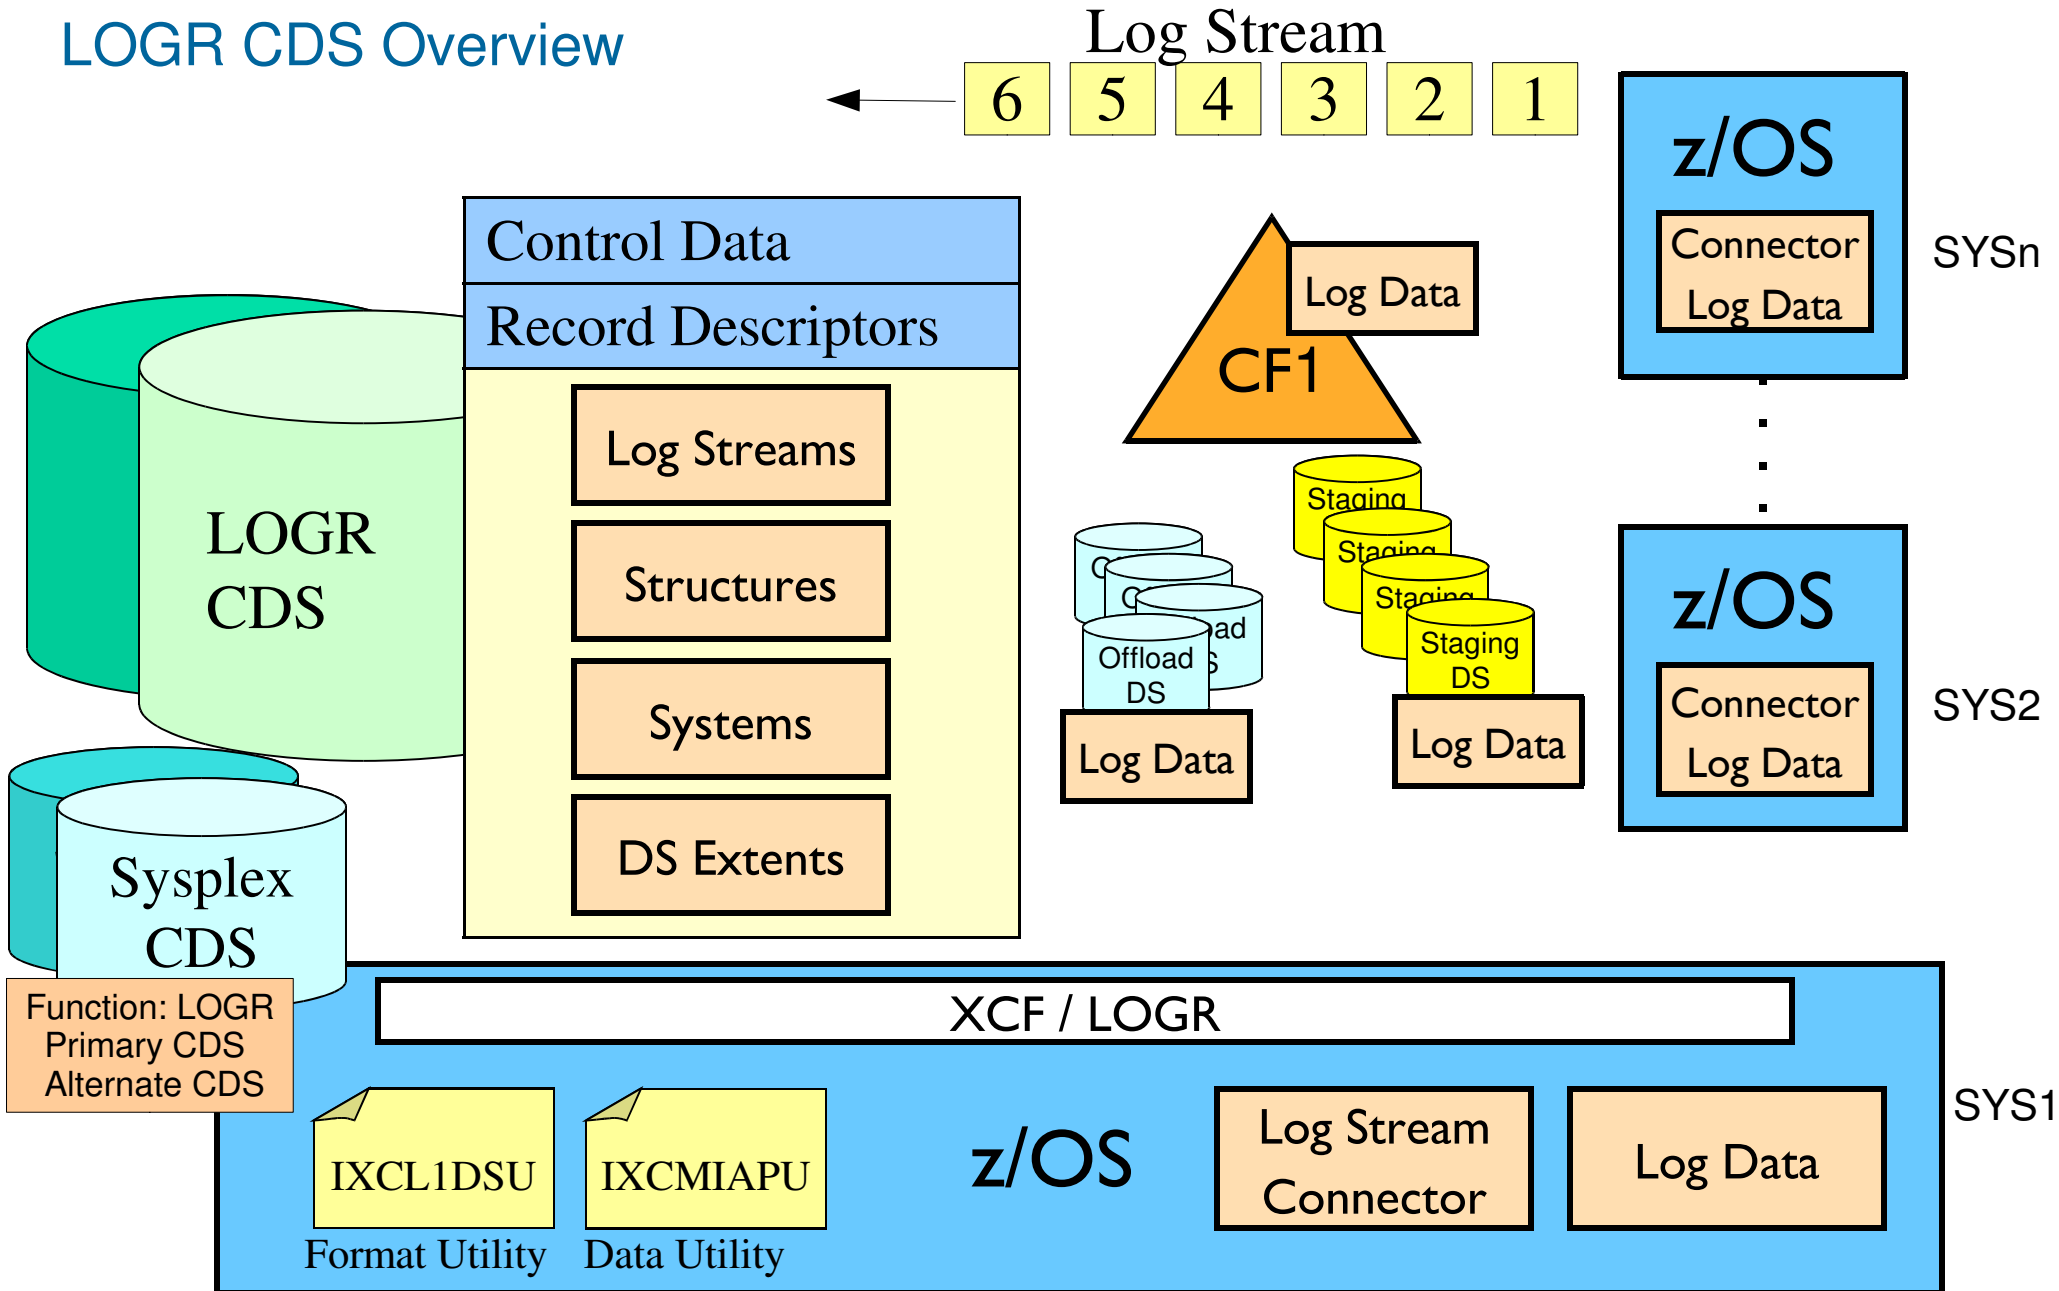 LOGR CDS Overview
Log Stream
6 5 4 3 2 1
z/OS
Connector
Log Data
SYSn
Control Data
Record Descriptors
Log Streams
Structures
Systems
DS Extents
LOGR
CDS
Log Data
CF1
Staging
Staging
Staging
Staging
DS
Log Data
Offload
DS
Log Data
z/OS
Connector
Log Data
SYS2
Sysplex
CDS
Function: LOGR
Primary CDS
Alternate CDS
XCF / LOGR
IXCL1DSU
Format Utility
IXCMIAPU
Data Utility
z/OS
Log Stream
Connector
Log Data
SYS1